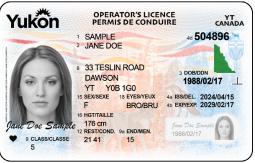 Yukon
OPERATOR'S LICENCE
PERMIS DE CONDUIRE
YT
CANADA
1 SAMPLE
2 JANE DOE
4d 504896
8 33 TESLIN ROAD
DAWSON
YT Y0B 1G0
3 DOB/DDN
1988/02/17
15 SEX/SEXE 18 EYES/YEUX
F BRO/BRU
4a ISS/DEL. 2024/04/15
4b EXP/EXP. 2029/02/17
16 HGT/TAILLE
176 cm
12 REST/COND. 9a END/MEN.
21 41 15
1988/02/17
Jane Doe Sample
9 CLASS/CLASSE
5